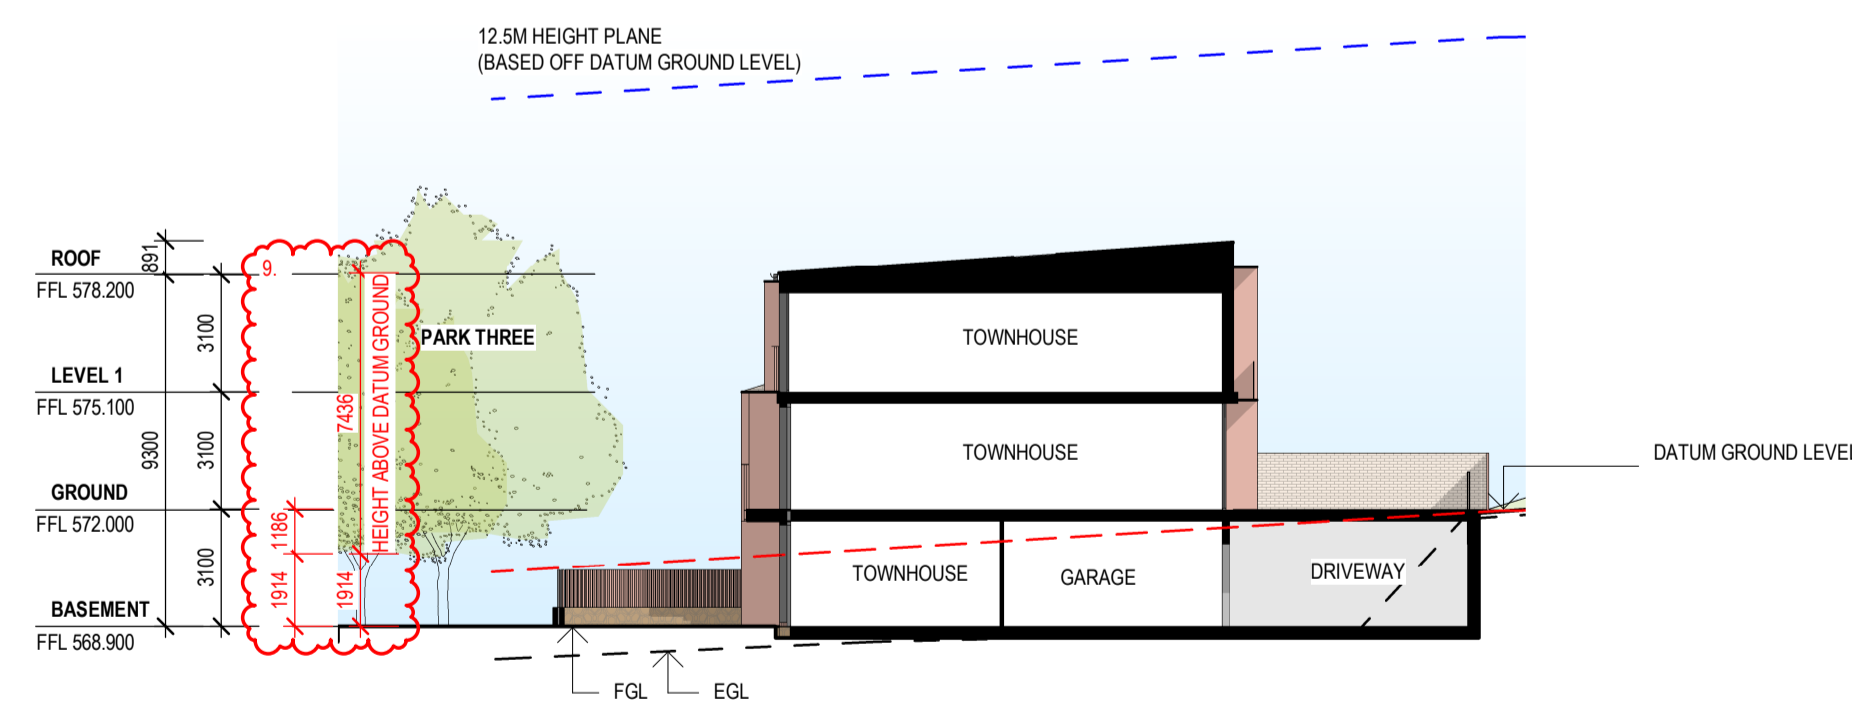 12.5M HEIGHT PLANE
(BASED OFF DATUM GROUND LEVEL)
891
ROOF
FFL 578.200
9.
3100
PARK THREE
TOWNHOUSE
LEVEL 1
FFL 575.100
7436
HEIGHT ABOVE DATUM GROUND
9300
3100
TOWNHOUSE
DATUM GROUND LEVEL
GROUND
FFL 572.000
1186
3100
1914
1914
TOWNHOUSE
GARAGE
DRIVEWAY
BASEMENT
FFL 568.900
FGL
EGL